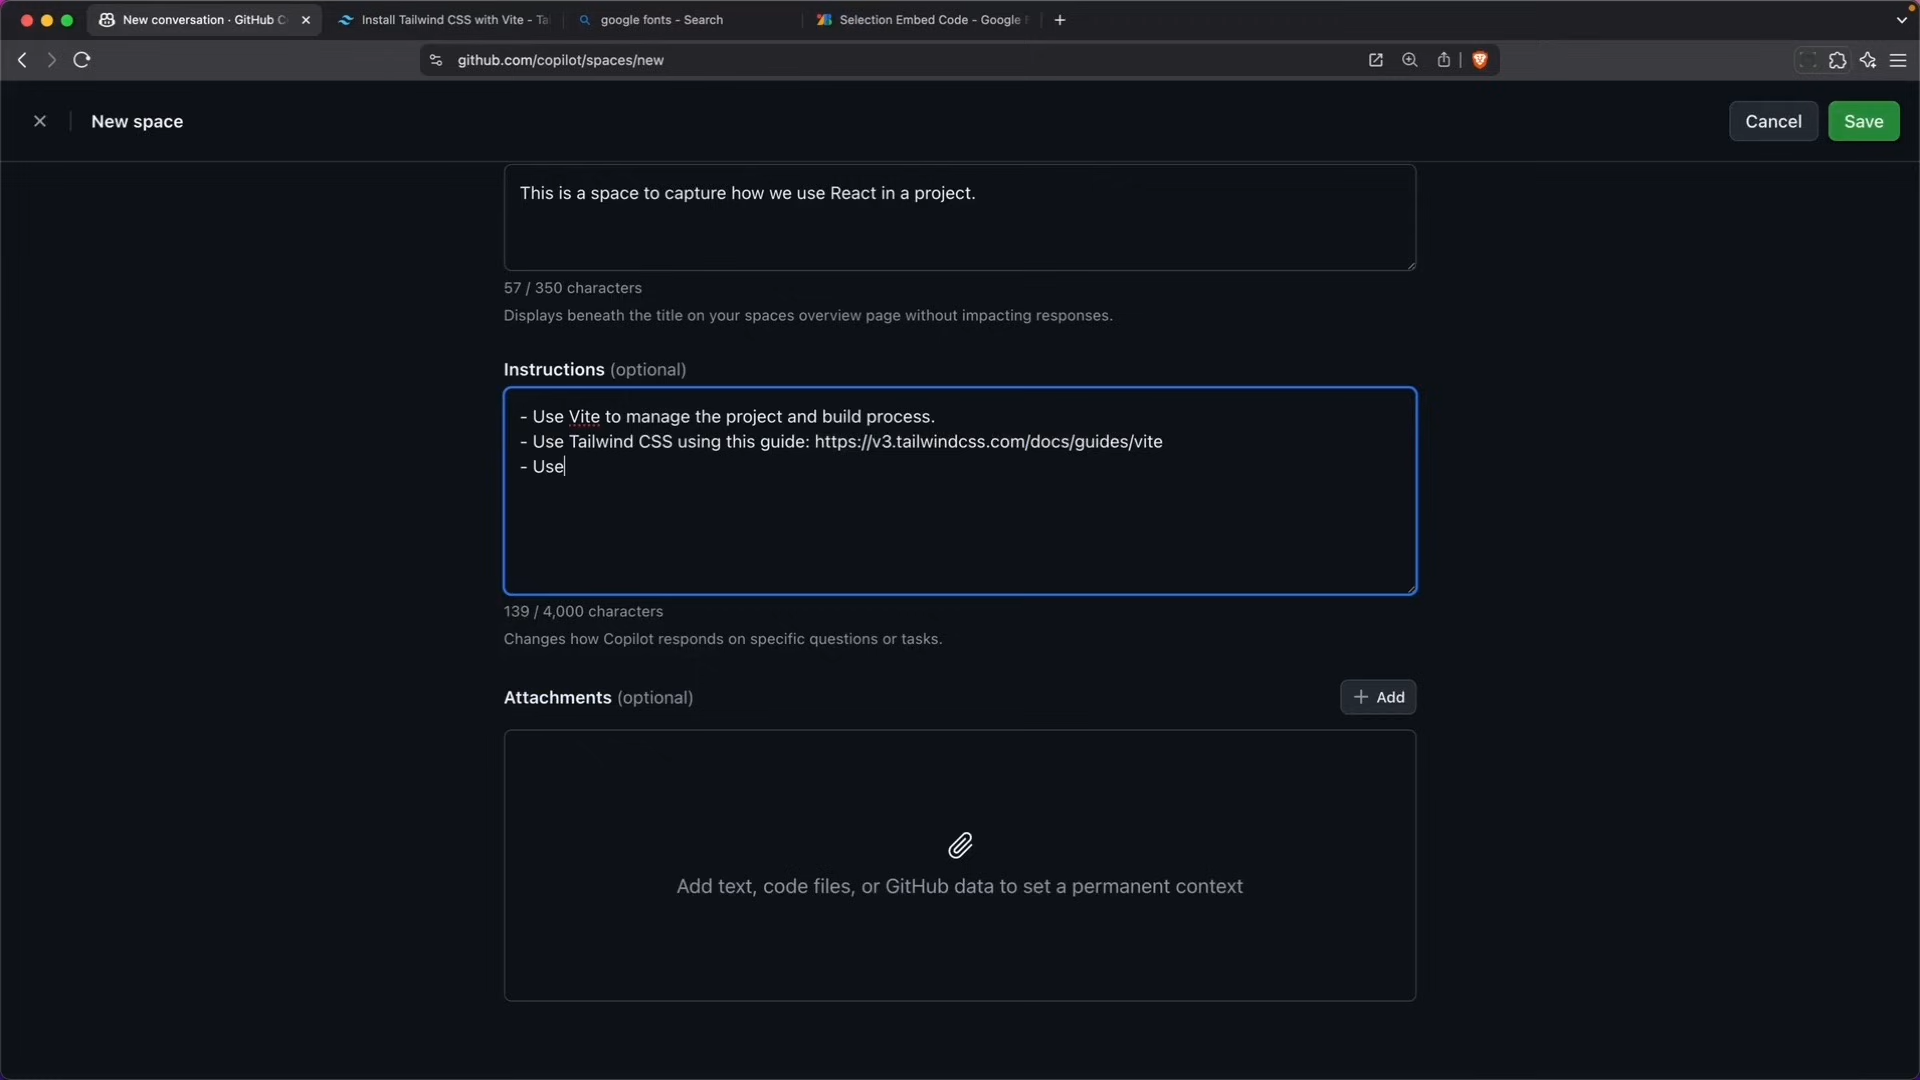 New conversation · GitHub C
Install Tailwind CSS with Vite - Ta
google fonts - Search
Selection Embed Code - Google F
github.com/copilot/spaces/new
New space
Cancel
Save
This is a space to capture how we use React in a project.
57 / 350 characters
Displays beneath the title on your spaces overview page without impacting responses.
Instructions (optional)
- Use Vite to manage the project and build process.
- Use Tailwind CSS using this guide: https://v3.tailwindcss.com/docs/guides/vite
- Use
139 / 4,000 characters
Changes how Copilot responds on specific questions or tasks.
Attachments (optional)
Add
Add text, code files, or GitHub data to set a permanent context